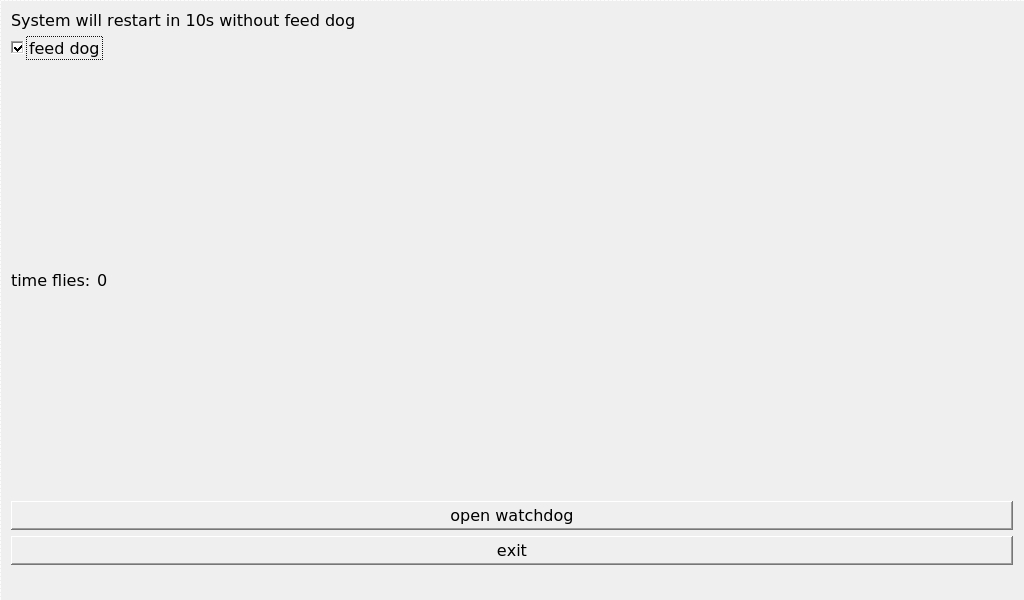 System will restart in 10s without feed dog
feed dog
time flies: 0
open watchdog
exit